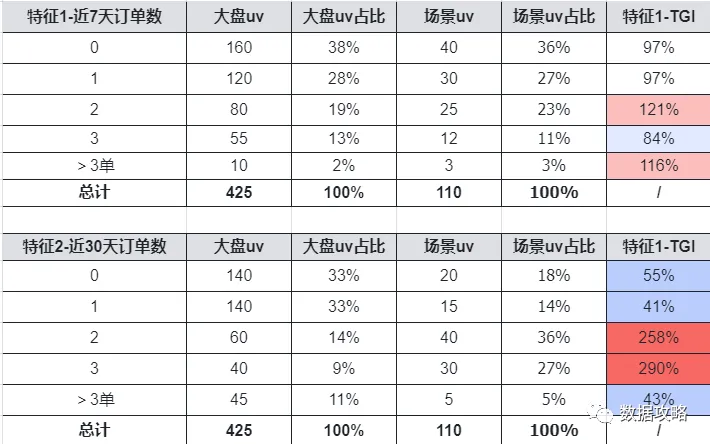 特征1-近7天订单数 大盘uv 大盘uv占比 场景uv 场景uv占比 特征1-TGI
0 160 38% 40 36% 97%
1 120 28% 30 27% 97%
2 80 19% 25 23% 121%
3 55 13% 12 11% 84%
＞3单 10 2% 3 3% 116%
总计 425 100% 110 100% /
特征2-近30天订单数 大盘uv 大盘uv占比 场景uv 场景uv占比 特征1-TGI
0 140 33% 20 18% 55%
1 140 33% 15 14% 41%
2 60 14% 40 36% 258%
3 40 9% 30 27% 290%
＞3单 45 11% 5 5% 43%
总计 425 100% 110 100% /
数据攻略